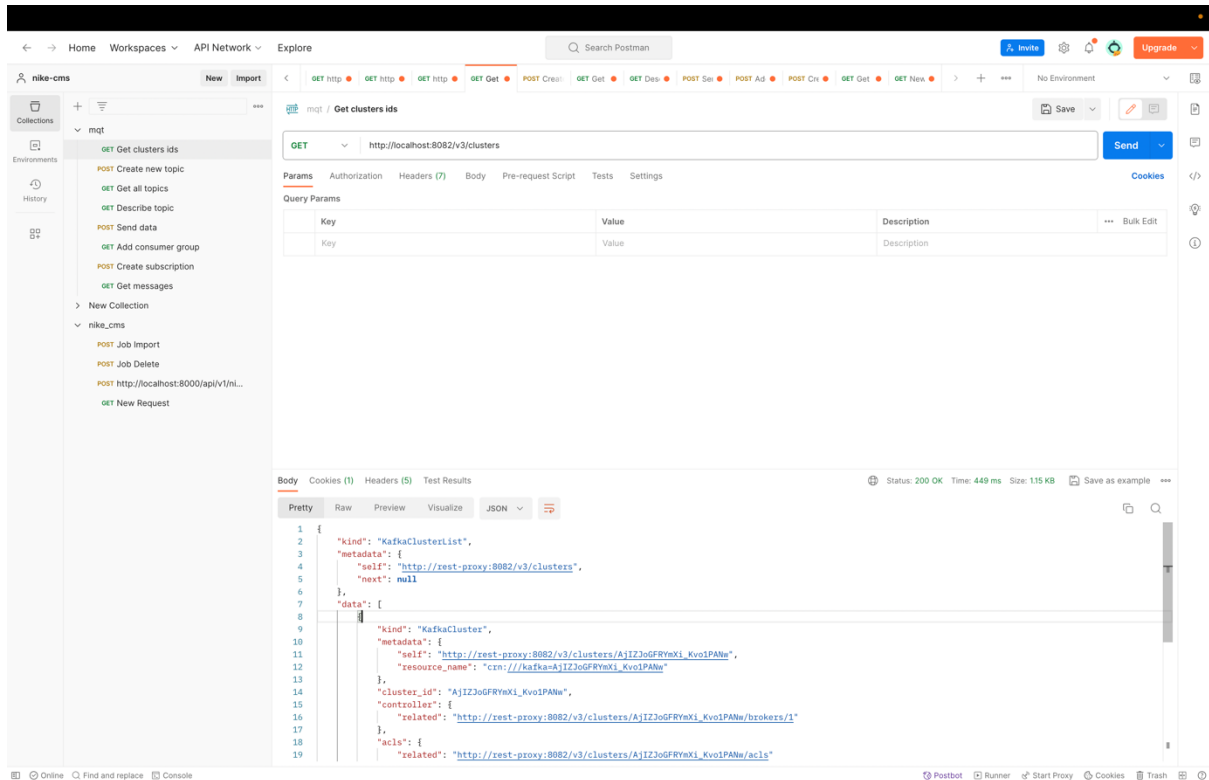 Home Workspaces API Network Explore Search Postman Invite Upgrade
nike-cms New Import GET http GET http GET http GET Get POST Creat GET Get GET Des POST Sen POST Ad POST Cre GET Get GET New No Environment
Collections
Environments
History
mqt
GET Get clusters ids
POST Create new topic
GET Get all topics
GET Describe topic
POST Send data
GET Add consumer group
POST Create subscription
GET Get messages
New Collection
nike_cms
POST Job Import
POST Job Delete
POST http://localhost:8000/api/v1/ni...
GET New Request
HTTP mqt / Get clusters ids Save
GET http://localhost:8082/v3/clusters Send
Params Authorization Headers (7) Body Pre-request Script Tests Settings Cookies
Query Params
Key Value Description Bulk Edit
Key Value Description
Body Cookies (1) Headers (5) Test Results Status: 200 OK Time: 449 ms Size: 1.15 KB Save as example
Pretty Raw Preview Visualize JSON
1 {
2 "kind": "KafkaClusterList",
3 "metadata": {
4 "self": "http://rest-proxy:8082/v3/clusters",
5 "next": null
6 },
7 "data": [
8 {
9 "kind": "KafkaCluster",
10 "metadata": {
11 "self": "http://rest-proxy:8082/v3/clusters/AjIZJoGFRYmXi_Kvo1PANw",
12 "resource_name": "crn:///kafka=AjIZJoGFRYmXi_Kvo1PANw"
13 },
14 "cluster_id": "AjIZJoGFRYmXi_Kvo1PANw",
15 "controller": {
16 "related": "http://rest-proxy:8082/v3/clusters/AjIZJoGFRYmXi_Kvo1PANw/brokers/1"
17 },
18 "acls": {
19 "related": "http://rest-proxy:8082/v3/clusters/AjIZJoGFRYmXi_Kvo1PANw/acls"
Online Find and replace Console Postbot Runner Start Proxy Cookies Trash